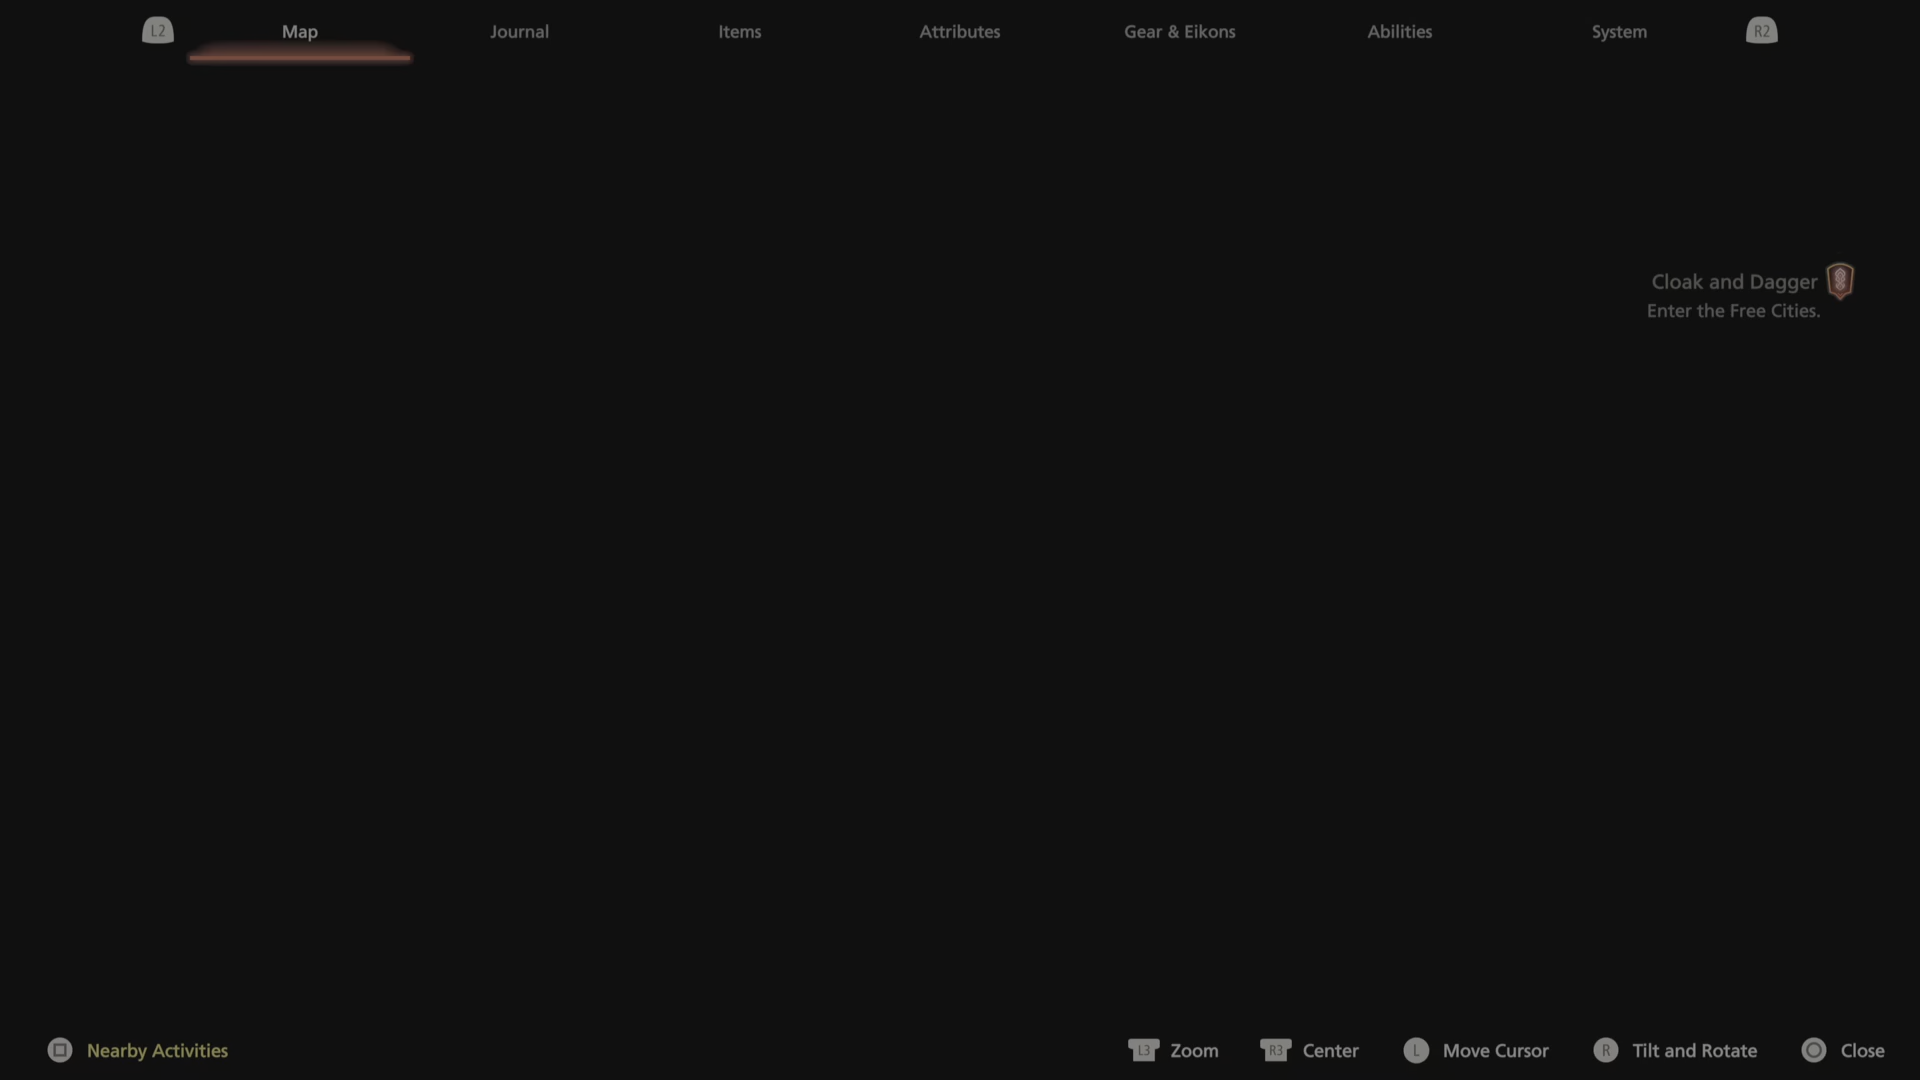 L2 Map Journal Items Attributes Gear & Eikons Abilities System R2
Cloak and Dagger
Enter the Free Cities.
Nearby Activities L3 Zoom R3 Center L Move Cursor R Tilt and Rotate Close